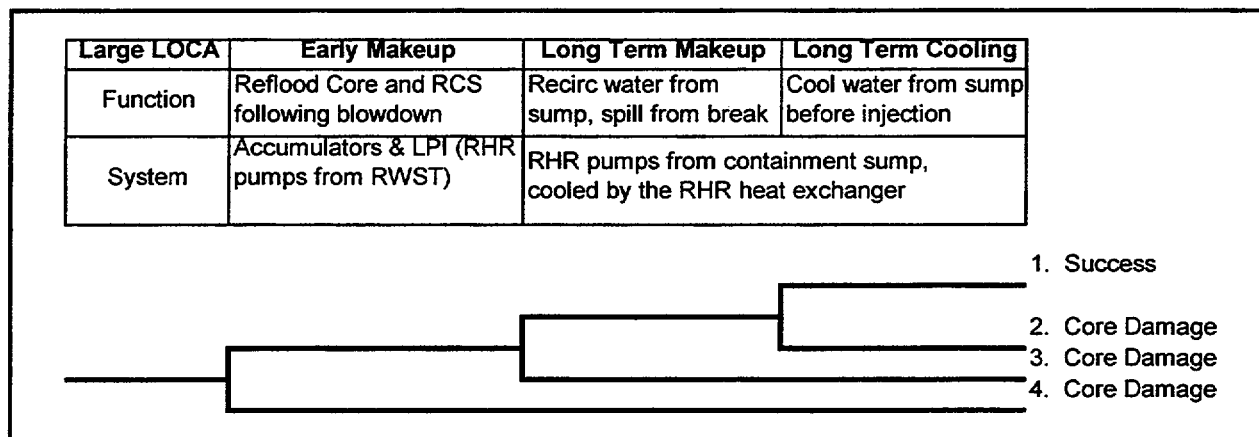 Large LOCA Early Makeup Long Term Makeup Long Term Cooling
Function
Reflood Core and RCS
following blowdown
Recirc water from
sump, spill from break
Cool water from sump
before injection
System
Accumulators & LPI (RHR
pumps from RWST)
RHR pumps from containment sump,
cooled by the RHR heat exchanger
1. Success
2. Core Damage
3. Core Damage
4. Core Damage